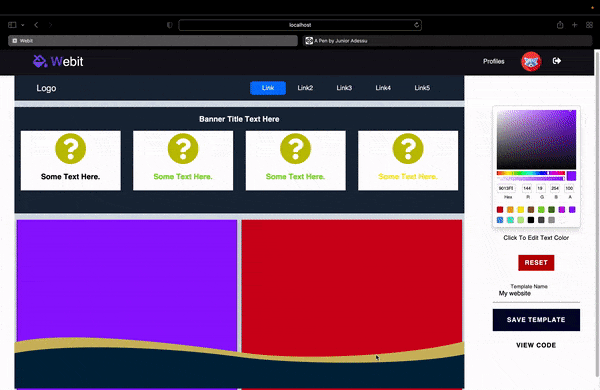 localhost
Webit
A Pen by Junior Adessu
Webit
Profiles
Logo
Link
Link2
Link3
Link4
Link5
Banner Title Text Here
?
?
?
?
Some Text Here.
Some Text Here.
Some Text Here.
Some Text Here.
9013FE
144
19
254
100
Hex
R
G
B
A
Click To Edit Text Color
RESET
Template Name
My website
SAVE TEMPLATE
VIEW CODE